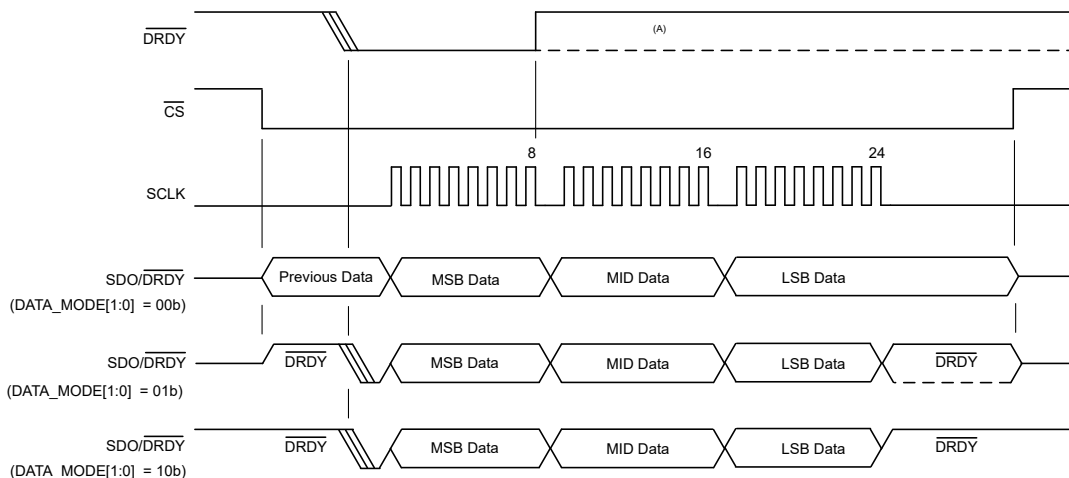 DRDY
(A)
CS
8 16 24
SCLK
SDO/DRDY
(DATA_MODE[1:0] = 00b)
Previous Data MSB Data MID Data LSB Data
SDO/DRDY
(DATA_MODE[1:0] = 01b)
DRDY MSB Data MID Data LSB Data DRDY
SDO/DRDY
(DATA_MODE[1:0] = 10b)
DRDY MSB Data MID Data LSB Data DRDY